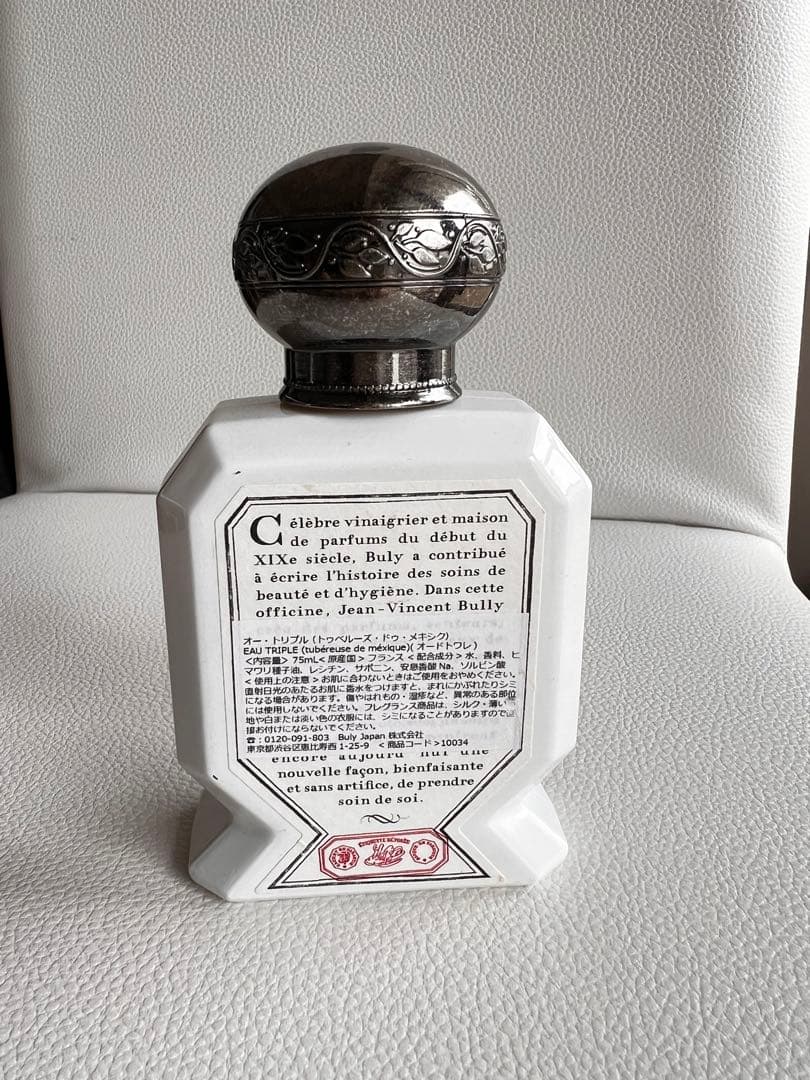 Célèbre vinaigrier et maison
de parfums du début du
XIXe siècle, Buly a contribué
à écrire l'histoire des soins de
beauté et d'hygiène. Dans cette
officine, Jean-Vincent Bully
オー・トリプル(トゥベルーズ・ドゥ・メキシク)
EAU TRIPLE (tubéreuse de méxique)( オードトワレ )
<内容量> 75mL< 原産国 > フランス < 配合成分 > 水、香料、ヒ
マワリ種子油、レシチン、サポニン、安息香酸 Na、ソルビン酸
< 使用上の注意 > お肌に合わないときはご使用をおやめください。
直射日光のあたるお肌に香水をつけますと、まれにかぶれたりシミ
になる場合があります。傷やはれもの・湿疹など、異常のある部位
には使用しないでください。フレグランス商品は、シルク・薄い
地や白または淡い色の衣服には、シミになることがありますので直
接お付けにならないでください。
☎:0120-091-803 Buly Japan 株式会社
東京都渋谷区恵比寿西 1-25-9 < 商品コード >10034
encore aujourd'hui une
nouvelle façon, bienfaisante
et sans artifice, de prendre
soin de soi.